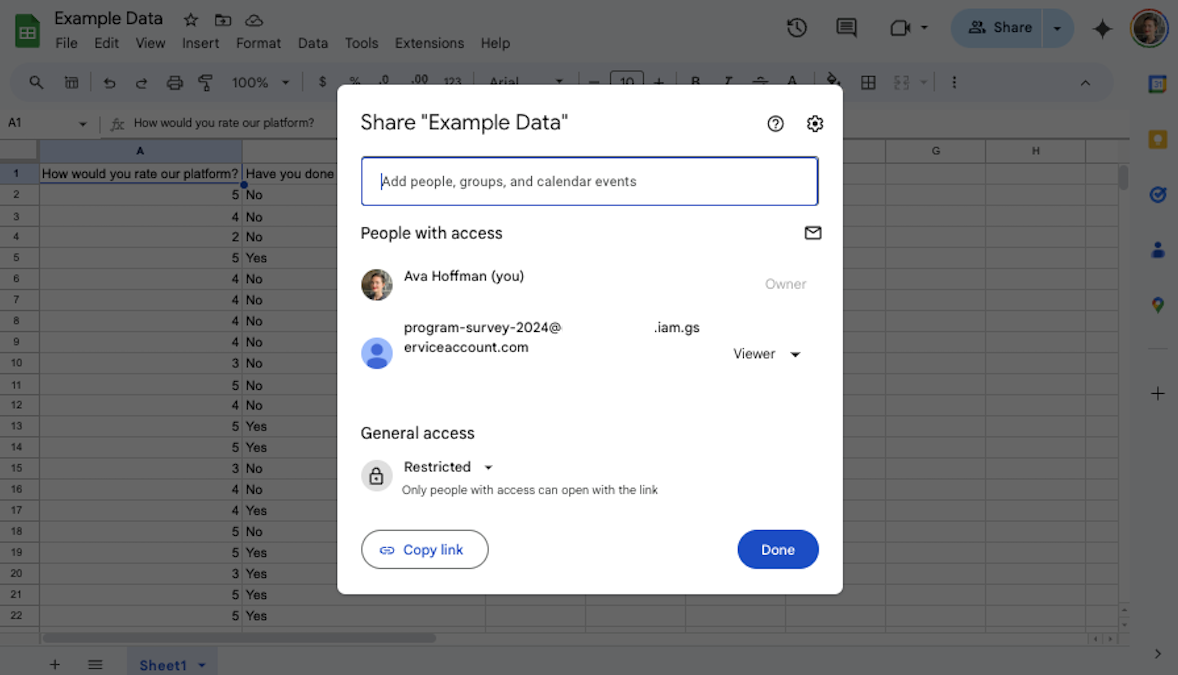 Example Data
File Edit View Insert Format Data Tools Extensions Help
Share
100% $ % .0 .00 123 Arial 10 B I A
A1 fx How would you rate our platform?
A G H
1 How would you rate our platform? Have you done
2 5 No
3 4 No
4 2 No
5 5 Yes
6 4 No
7 4 No
8 4 No
9 4 No
10 3 No
11 5 No
12 4 No
13 5 Yes
14 5 Yes
15 3 No
16 4 No
17 4 Yes
18 5 No
19 5 Yes
20 3 Yes
21 5 Yes
22 5 Yes
Sheet1
Share "Example Data"
Add people, groups, and calendar events
People with access
Ava Hoffman (you)
Owner
program-survey-2024@ .iam.gs
erviceaccount.com
Viewer
General access
Restricted
Only people with access can open with the link
Copy link
Done
31